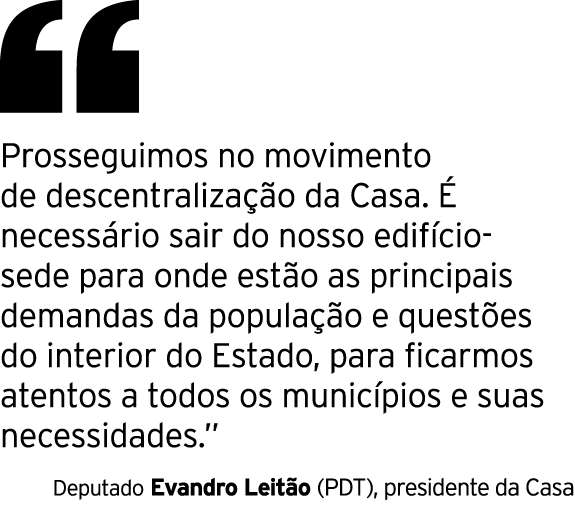 “
Prosseguimos no movimento
de descentralização da Casa. É
necessário sair do nosso edifício-
sede para onde estão as principais
demandas da população e questões
do interior do Estado, para ficarmos
atentos a todos os municípios e suas
necessidades.”
Deputado Evandro Leitão (PDT), presidente da Casa